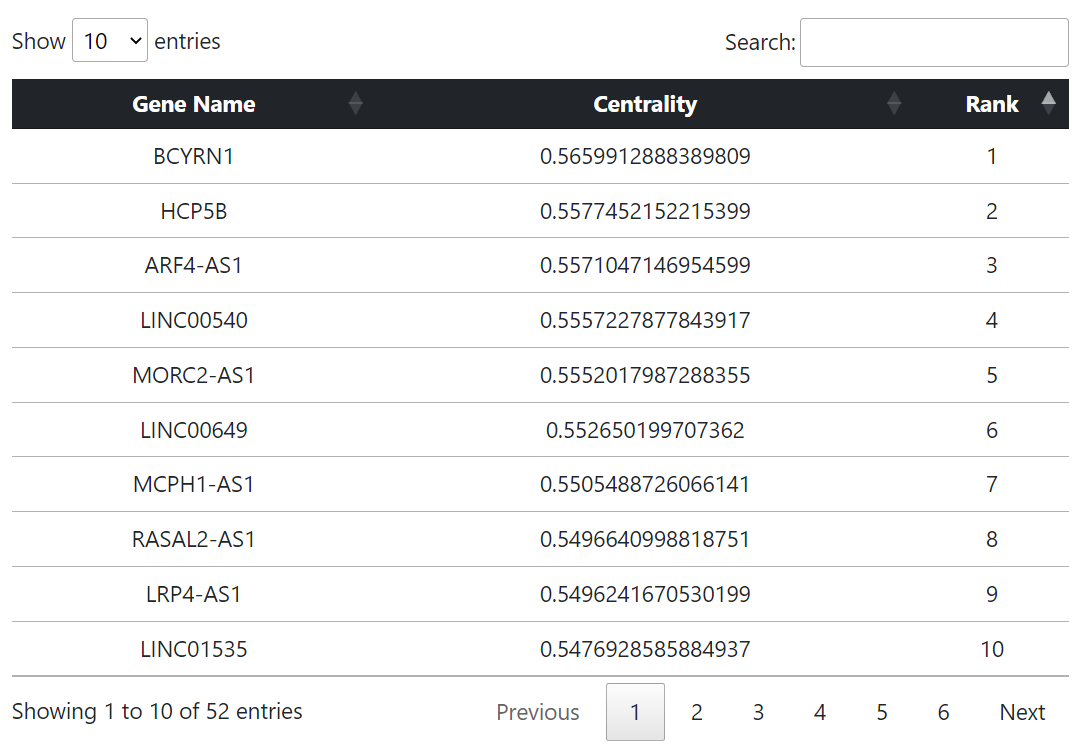 Show 10 entries Search:
Gene Name Centrality Rank
BCYRN1 0.5659912888389809 1
HCP5B 0.5577452152215399 2
ARF4-AS1 0.5571047146954599 3
LINC00540 0.5557227877843917 4
MORC2-AS1 0.5552017987288355 5
LINC00649 0.552650199707362 6
MCPH1-AS1 0.5505488726066141 7
RASAL2-AS1 0.5496640998818751 8
LRP4-AS1 0.5496241670530199 9
LINC01535 0.5476928585884937 10
Showing 1 to 10 of 52 entries Previous 1 2 3 4 5 6 Next